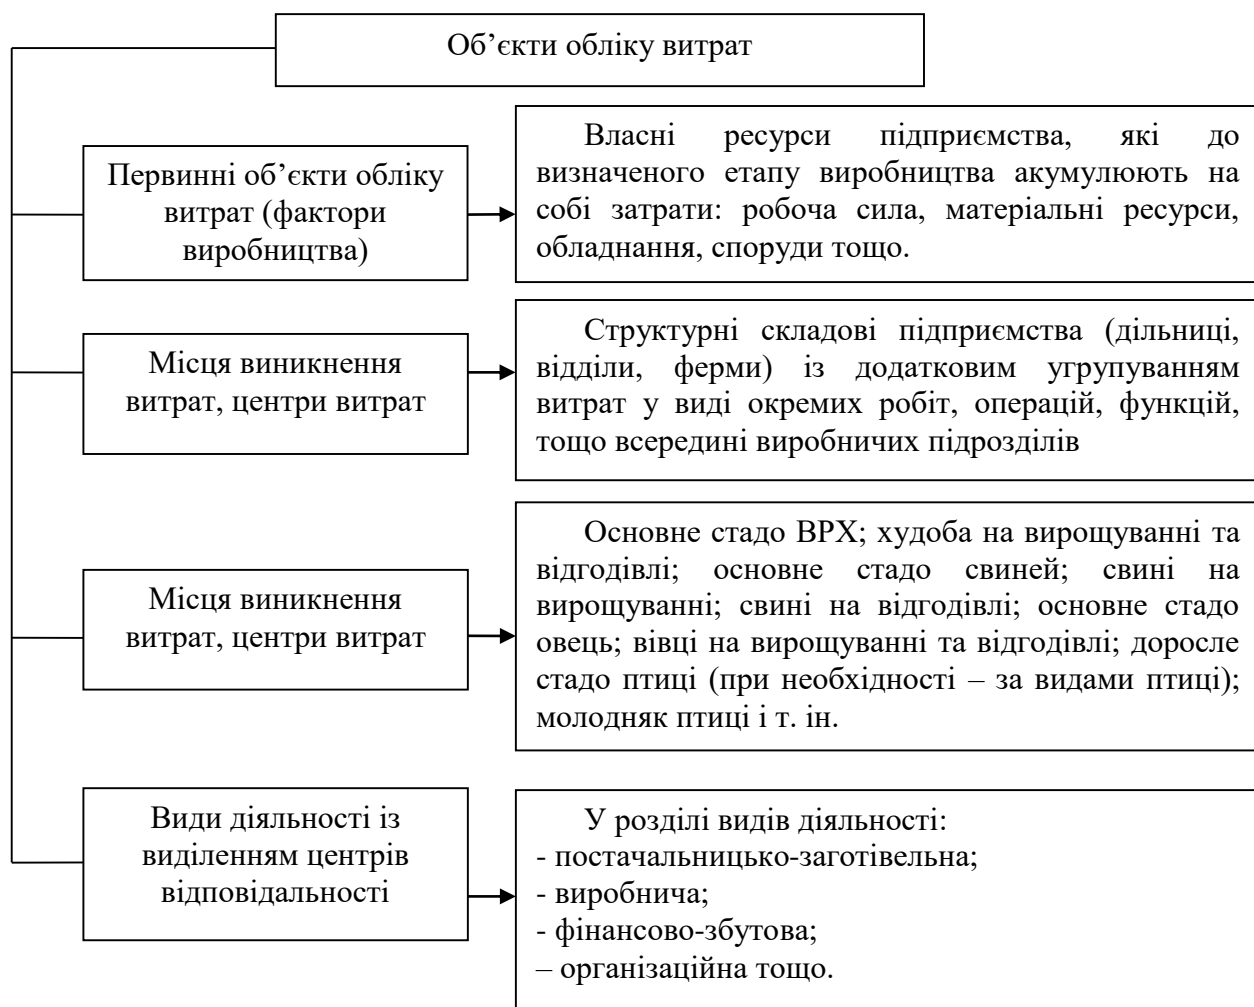 Об’єкти обліку витрат
Первинні об’єкти обліку
витрат (фактори
виробництва)
Власні ресурси підприємства, які до
визначеного етапу виробництва акумулюють на
собі затрати: робоча сила, матеріальні ресурси,
обладнання, споруди тощо.
Місця виникнення
витрат, центри витрат
Структурні складові підприємства (дільниці,
відділи, ферми) із додатковим угрупуванням
витрат у виді окремих робіт, операцій, функцій,
тощо всередині виробничих підрозділів
Місця виникнення
витрат, центри витрат
Основне стадо ВРХ; худоба на вирощуванні та
відгодівлі; основне стадо свиней; свині на
вирощуванні; свині на відгодівлі; основне стадо
овець; вівці на вирощуванні та відгодівлі; доросле
стадо птиці (при необхідності – за видами птиці);
молодняк птиці і т. ін.
Види діяльності із
виділенням центрів
відповідальності
У розділі видів діяльності:
- постачальницько-заготівельна;
- виробнича;
- фінансово-збутова;
– організаційна тощо.